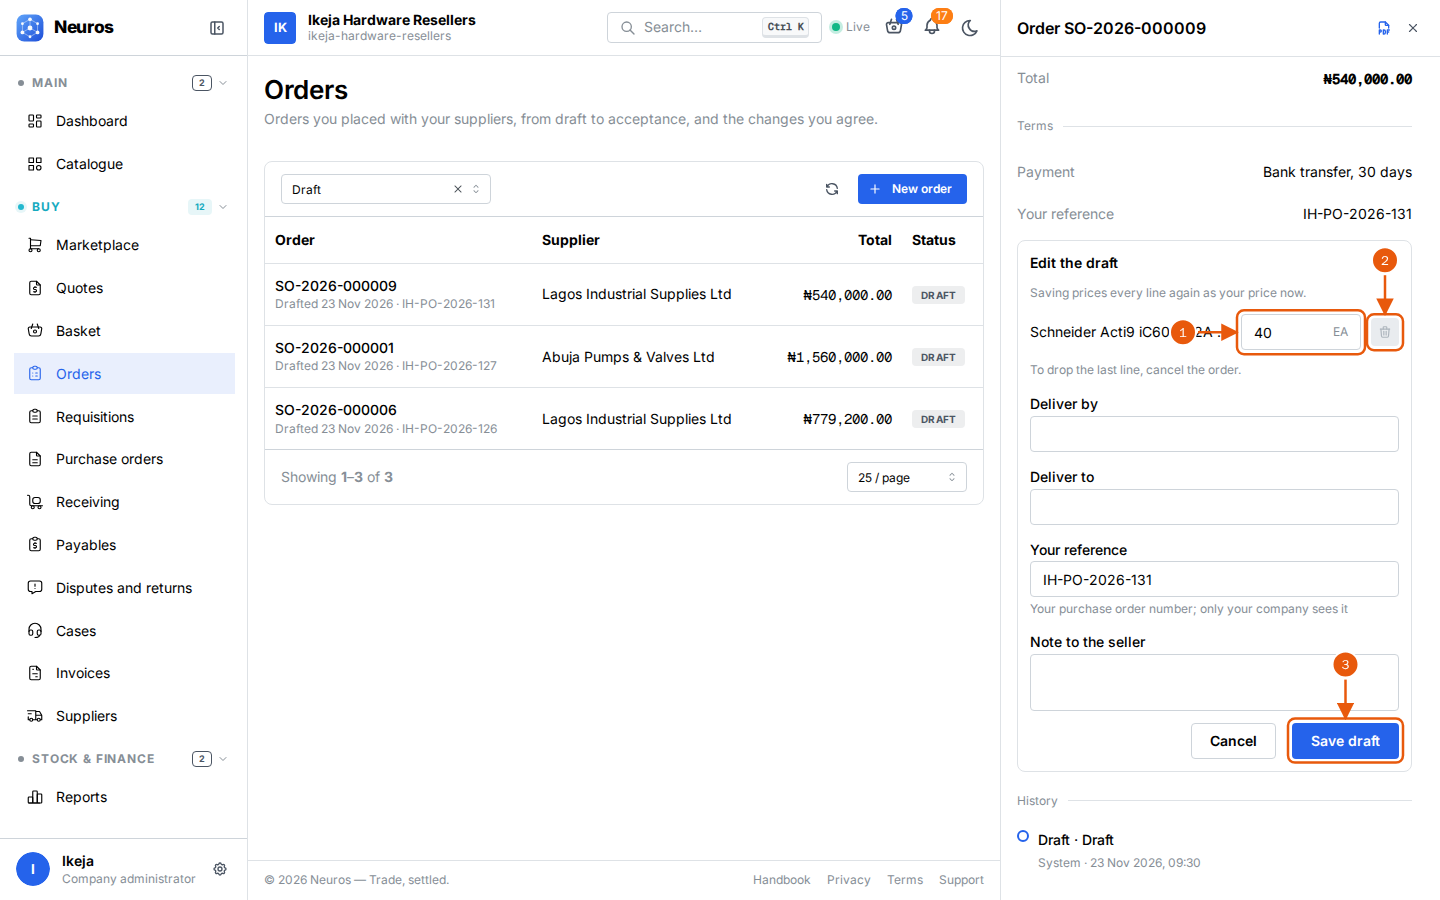 Neuros
MAIN
2
Dashboard
Catalogue
BUY
12
Marketplace
Quotes
Basket
Orders
Requisitions
Purchase orders
Receiving
Payables
Disputes and returns
Cases
Invoices
Suppliers
STOCK & FINANCE
2
Reports
I
Ikeja
Company administrator
IK
Ikeja Hardware Resellers
ikeja-hardware-resellers
Search...
Ctrl K
Live
5
17
Orders
Orders you placed with your suppliers, from draft to acceptance, and the changes you agree.
Draft
New order
Order Supplier Total Status
SO-2026-000009
Drafted 23 Nov 2026 · IH-PO-2026-131
Lagos Industrial Supplies Ltd
₦540,000.00
DRAFT
SO-2026-000001
Drafted 23 Nov 2026 · IH-PO-2026-127
Abuja Pumps & Valves Ltd
₦1,560,000.00
DRAFT
SO-2026-000006
Drafted 23 Nov 2026 · IH-PO-2026-126
Lagos Industrial Supplies Ltd
₦779,200.00
DRAFT
Showing 1–3 of 3
25 / page
© 2026 Neuros — Trade, settled.
Handbook Privacy Terms Support
Order SO-2026-000009
PDF
Total ₦540,000.00
Terms
Payment Bank transfer, 30 days
Your reference IH-PO-2026-131
Edit the draft
2
Saving prices every line again as your price now.
Schneider Acti9 iC60
1
40 EA
To drop the last line, cancel the order.
Deliver by
Deliver to
Your reference
IH-PO-2026-131
Your purchase order number; only your company sees it
Note to the seller
3
Cancel
Save draft
History
Draft · Draft
System · 23 Nov 2026, 09:30